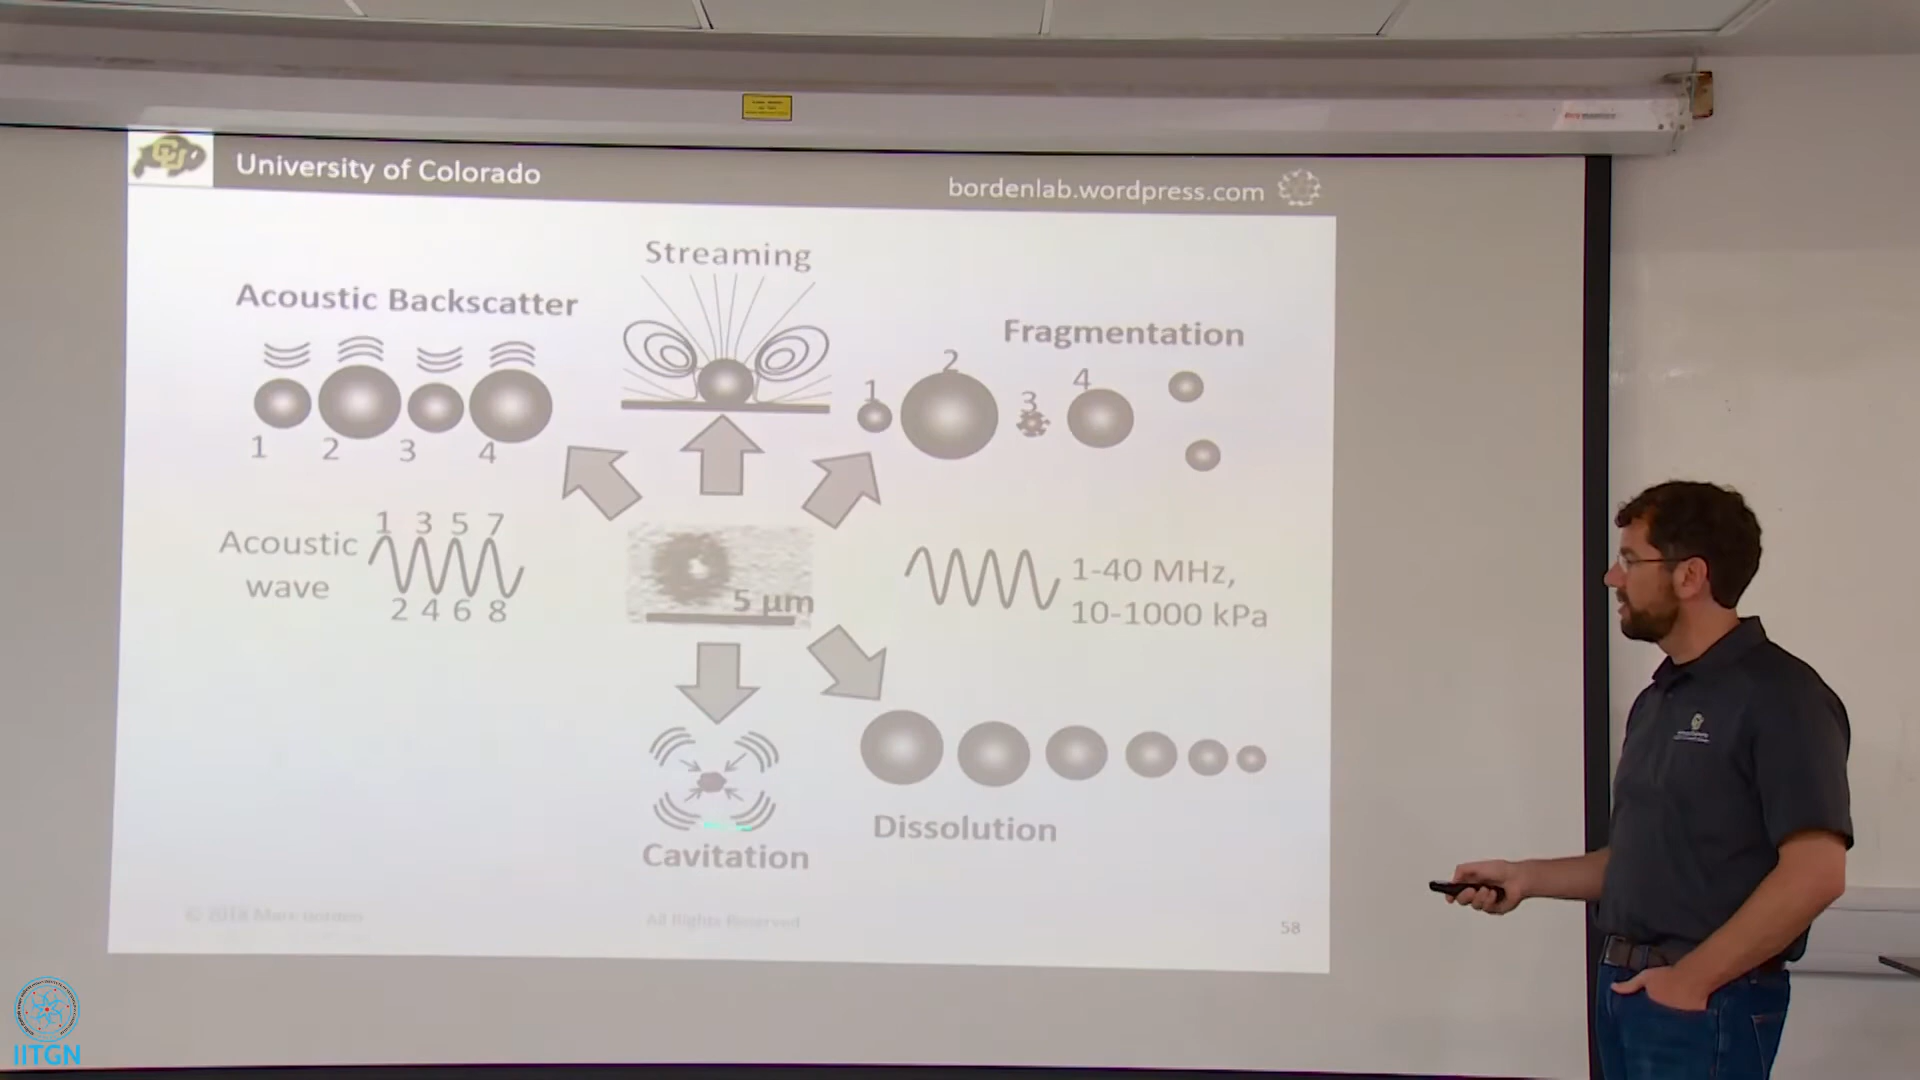 University of Colorado
bordenlab.wordpress.com
Streaming
Acoustic Backscatter
1 2 3 4
Fragmentation
1 2 3 4
Acoustic
wave
1 3 5 7
2 4 6 8
5 μm
1-40 MHz,
10-1000 kPa
Cavitation
Dissolution
© 2018 Mark Borden
All Rights Reserved
58
IITGN